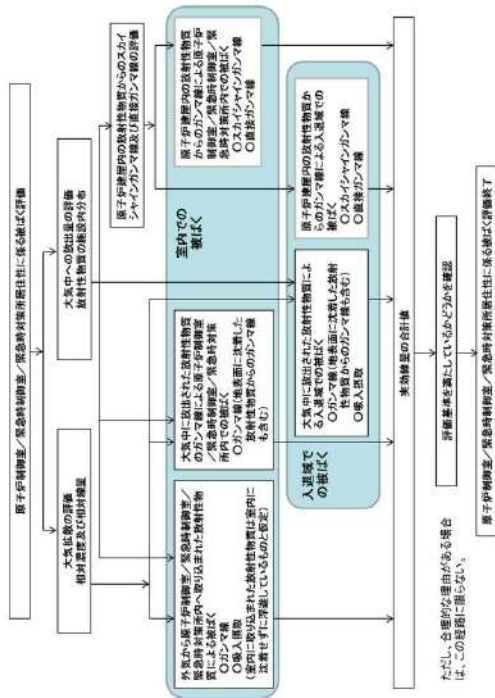 原子炉制御室／緊急時制御室／緊急時対策所居住性に係る被ばく評価
大気拡散の評価
相対濃度及び相対線量
大気中への放出量の評価
放射性物質の施設内分布
原子炉建屋内の放射性物質からのスカイ
シャインガンマ線及び直接ガンマ線の評価
室内での被ばく
外気から原子炉制御室／緊急時制御室／
緊急時対策所内へ取り込まれた放射性物
質による被ばく
○ガンマ線
○吸入摂取
（室内に取り込まれた放射性物質は室内に
沈着せずに浮遊しているものと仮定）
大気中に放出された放射性物質
のガンマ線による原子炉制御室
／緊急時制御室／緊急時対策
所内での被ばく
○ガンマ線（地表面に沈着した
放射性物質からのガンマ線
も含む）
原子炉建屋内の放射性物質
からのガンマ線による原子炉
制御室／緊急時制御室／緊
急時対策所内での被ばく
○スカイシャインガンマ線
○直接ガンマ線
入退域で
の被ばく
大気中に放出された放射性物質によ
る入退域での被ばく
○ガンマ線（地表面に沈着した放射
性物質からのガンマ線も含む）
○吸入摂取
原子炉建屋内の放射性物質か
らのガンマ線による入退域での
被ばく
○スカイシャインガンマ線
○直接ガンマ線
実効線量の合計値
評価基準を満たしているかどうかを確認
ただし、合理的な理由がある場合
は、この経路に限らない。
原子炉制御室／緊急時制御室／緊急時対策所居住性に係る被ばく評価終了